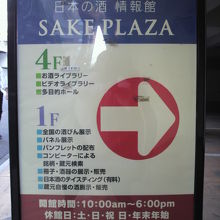 日本の酒 情報館
SAKE PLAZA
4F
■お酒ライブラリー
■ビデオライブラリー
■多目的ホール
1F
■全国の酒びん展示
■パネル展示
■パンフレットの配布
■コンピューターによる
銘柄・蔵元検索
■冊子・酒器の展示・販売
■日本酒のテイスティング(有料)
■蔵元自慢の酒展示・販売
開館時間:10:00am〜6:00pm
休館日:土・日・祝日・年末年始